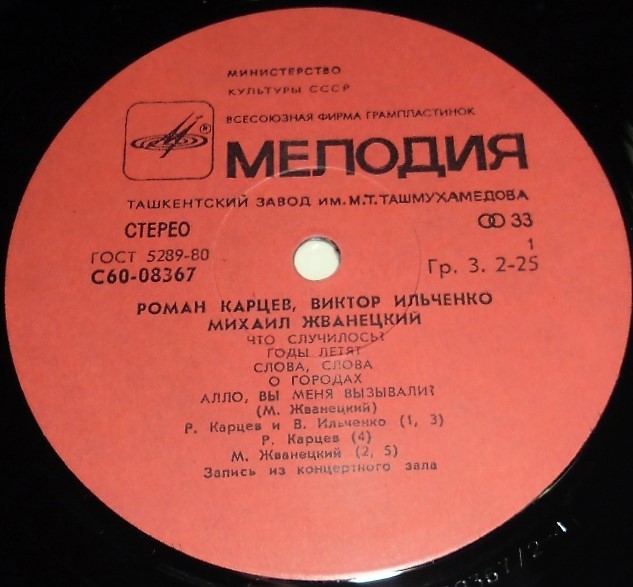 МИНИСТЕРСТВО
КУЛЬТУРЫ СССР
ВСЕСОЮЗНАЯ ФИРМА ГРАМПЛАСТИНОК
МЕЛОДИЯ
ТАШКЕНТСКИЙ ЗАВОД ИМ. М.Т. ТАШМУХАМЕДОВА
СТЕРЕО
33
ГОСТ 5289-80
1
С60-08367
Гр. 3. 2-25
РОМАН КАРЦЕВ, ВИКТОР ИЛЬЧЕНКО
МИХАИЛ ЖВАНЕЦКИЙ
ЧТО СЛУЧИЛОСЬ?
ГОДЫ ЛЕТЯТ
СЛОВА, СЛОВА
О ГОРОДАХ
АЛЛО, ВЫ МЕНЯ ВЫЗЫВАЛИ?
(М. Жванецкий)
Р. Карцев и В. Ильченко (1, 3)
Р. Карцев (4)
М. Жванецкий (2, 5)
Запись из концертного зала